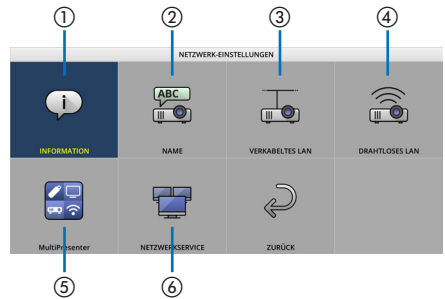 ① ② ③ ④
NETZWERK-EINSTELLUNGEN
i
ABC
INFORMATION
NAME
VERKABELTES LAN
DRAHTLOSES LAN
MultiPresenter
NETZWERKSERVICE
ZURÜCK
⑤ ⑥